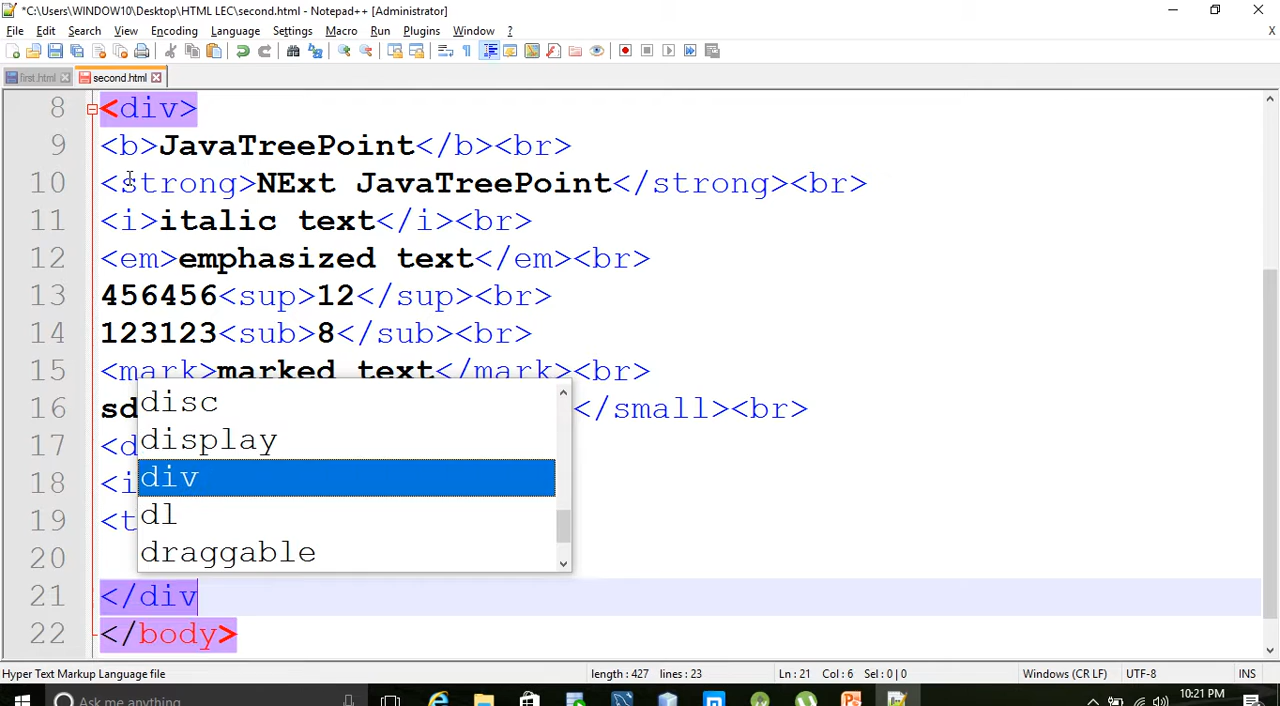 *C:\Users\WINDOW10\Desktop\HTML LEC\second.html - Notepad++ [Administrator]
File Edit Search View Encoding Language Settings Macro Run Plugins Window ? X
first.html second.html
8 <div>
9 <b>JavaTreePoint</b><br>
10 <strong>NExt JavaTreePoint</strong><br>
11 <i>italic text</i><br>
12 <em>emphasized text</em><br>
13 456456<sup>12</sup><br>
14 123123<sub>8</sub><br>
15 <mark>marked text</mark><br>
16 sd </small><br>
17 <d
18 <i
19 <t
20
21 </div
22 </body>
disc
display
div
dl
draggable
Hyper Text Markup Language file length : 427 lines : 23 Ln : 21 Col : 6 Sel : 0 | 0 Windows (CR LF) UTF-8 INS
Ask me anything 10:21 PM